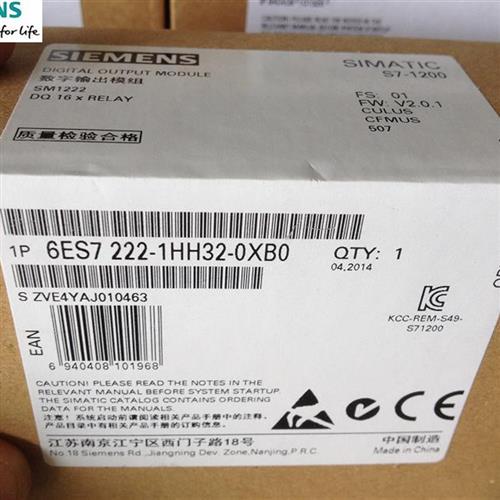 NS
for life
SIEMENS
SIMATIC
S7-1200
DIGITAL OUTPUT MODULE
数字输出模组
SM1222
DQ 16 x RELAY
FS: 01
FW: V2.0.1
CULUS
CFMUS
507
质量检验合格
1P 6ES7 222-1HH32-0XB0
QTY: 1
04.2014
S ZVE4YAJ010463
KCC-REM-S49-
S71200
EAN
6 940408 101968
PLEASE READ THE NOTES IN THE
RELEVANT MANUAL BEFORE EMPLOYMENT
THE SIMATIC CATALOG CONTAINS ORDERING
DATA FOR THE MANUALS.
注意：系统启动前请仔细阅读相关产品手册中的注释。
产品目录中有相关产品手册的订货数据。
江苏南京江宁区西门子路18号
No.18 Siemens Rd.,Jiangning Dev. Zone,Nanjing,P.R.C.
中国制造
Made in China